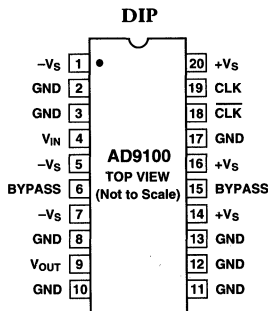 DIP
–VS 1 20 +VS
GND 2 19 CLK
GND 3 18 C̅L̅K̅
VIN 4 17 GND
–VS 5 AD9100 16 +VS
TOP VIEW
BYPASS 6 (Not to Scale) 15 BYPASS
–VS 7 14 +VS
GND 8 13 GND
VOUT 9 12 GND
GND 10 11 GND